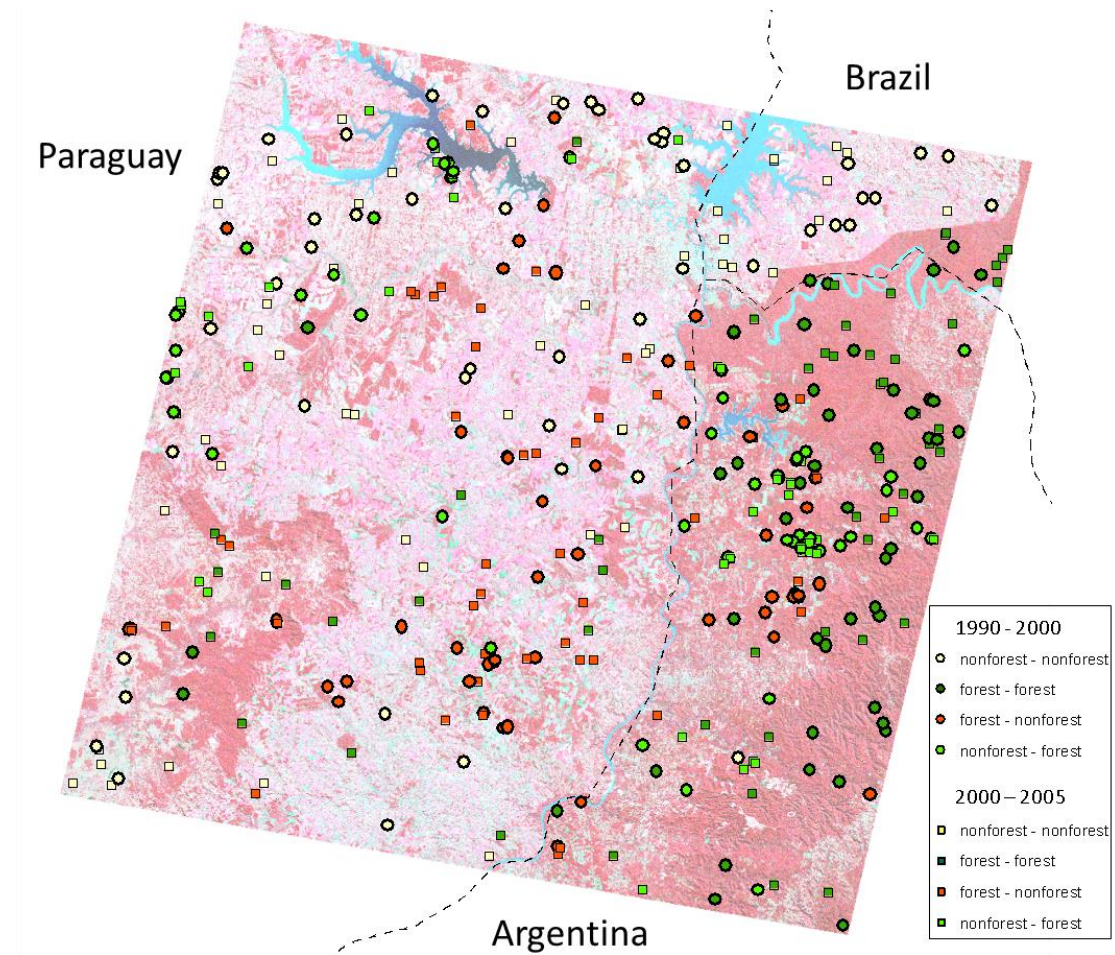 Brazil
Paraguay
1990 - 2000
nonforest - nonforest
forest - forest
forest - nonforest
nonforest - forest
2000 – 2005
nonforest - nonforest
forest - forest
forest - nonforest
nonforest - forest
Argentina